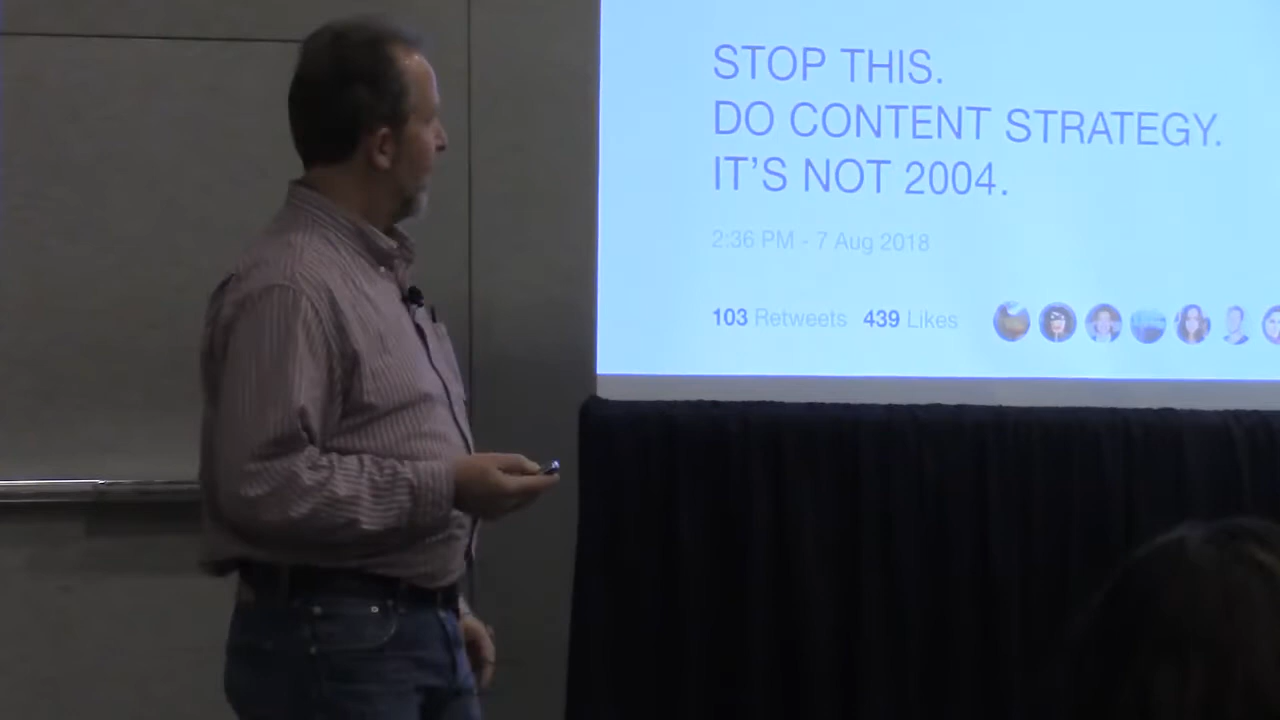 STOP THIS.
DO CONTENT STRATEGY.
IT'S NOT 2004.
2:36 PM - 7 Aug 2018
103 Retweets 439 Likes